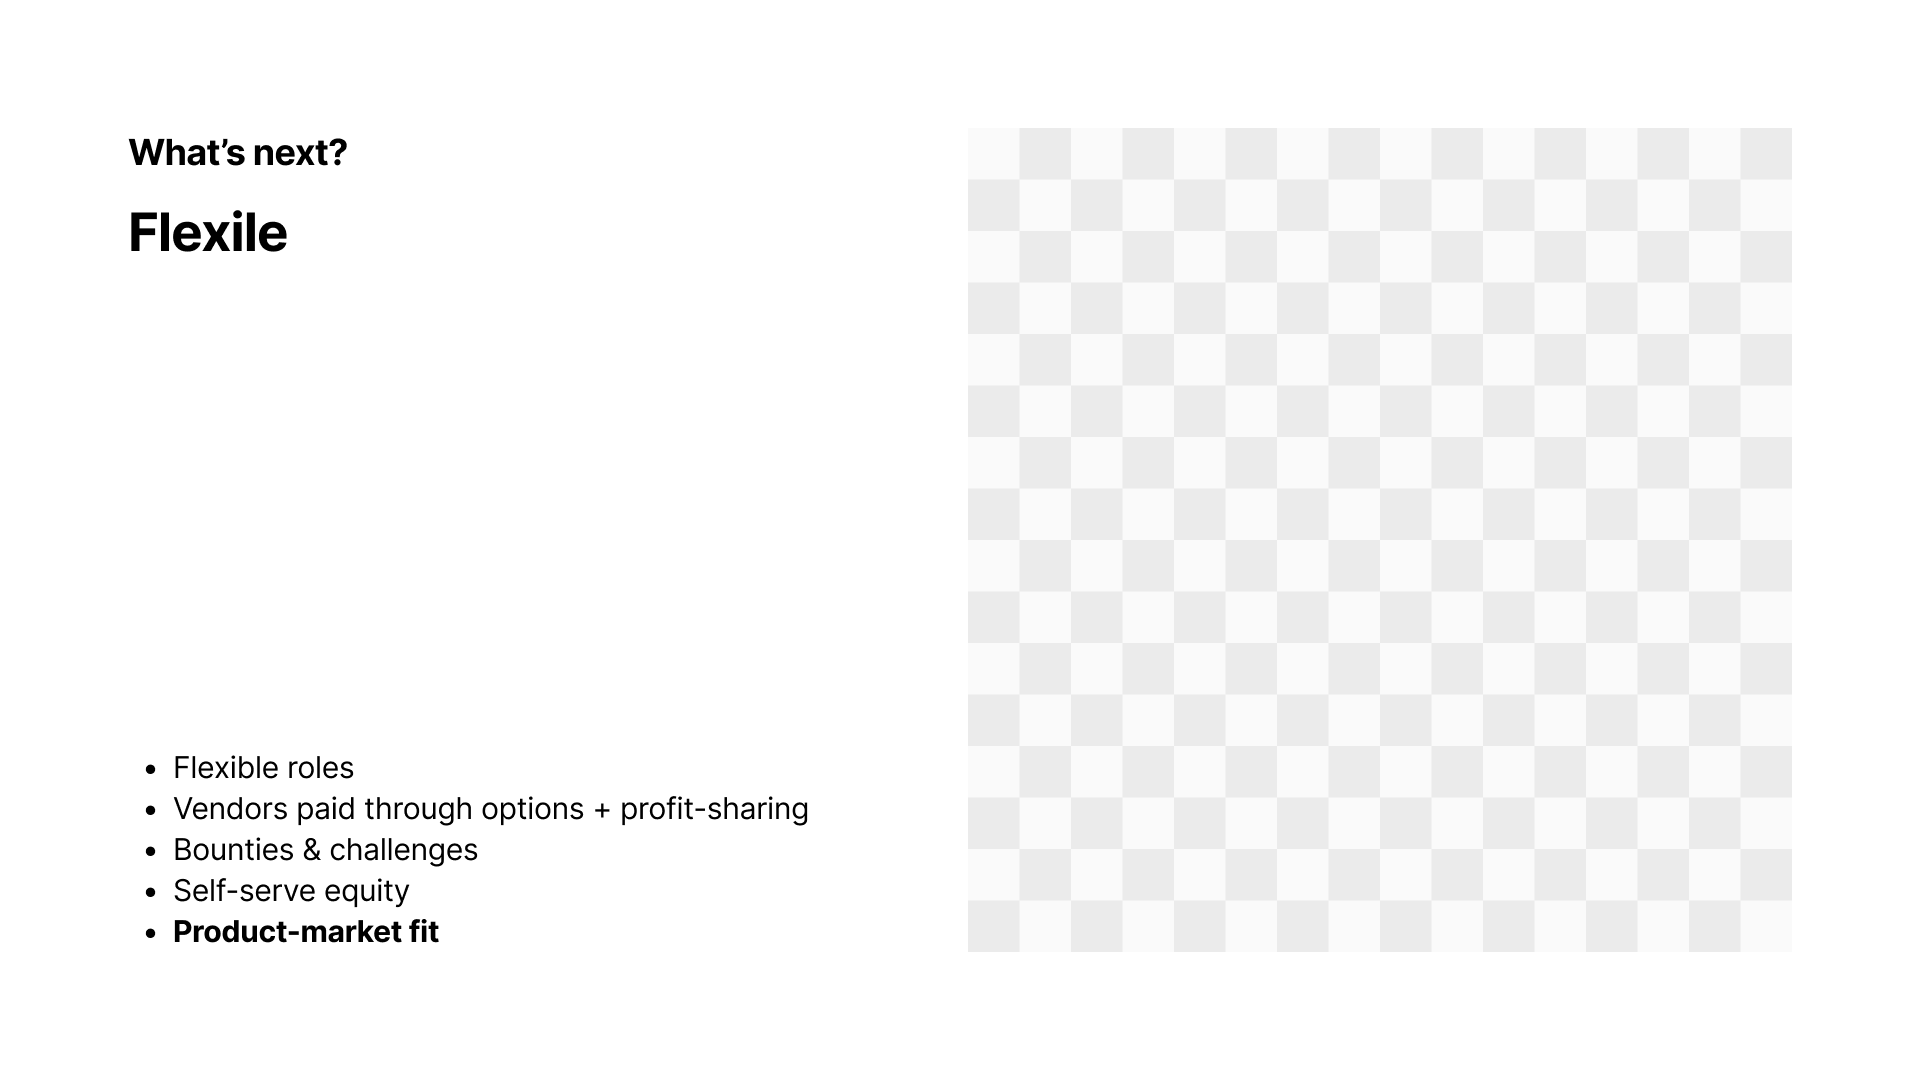 What’s next?
Flexile
• Flexible roles
• Vendors paid through options + profit-sharing
• Bounties & challenges
• Self-serve equity
• Product-market fit